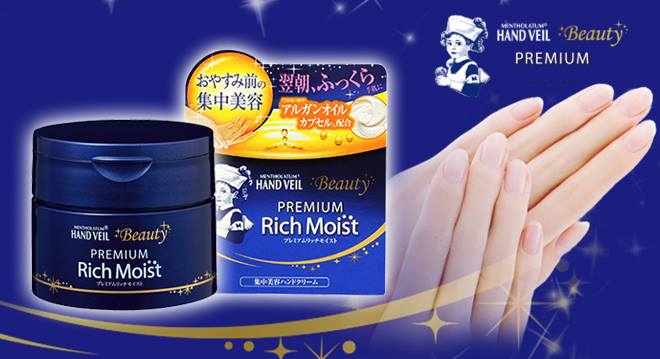 MENTHOLATUM®
HAND VEIL Beauty
PREMIUM
おやすみ前の
集中美容
翌朝、ふっくら
手肌に
アルガンオイル
カプセル 配合
MENTHOLATUM®
HAND VEIL Beauty
PREMIUM
Rich Moist
プレミアムリッチモイスト
集中美容ハンドクリーム
MENTHOLATUM®
HAND VEIL Beauty
PREMIUM
Rich Moist
プレミアムリッチモイスト